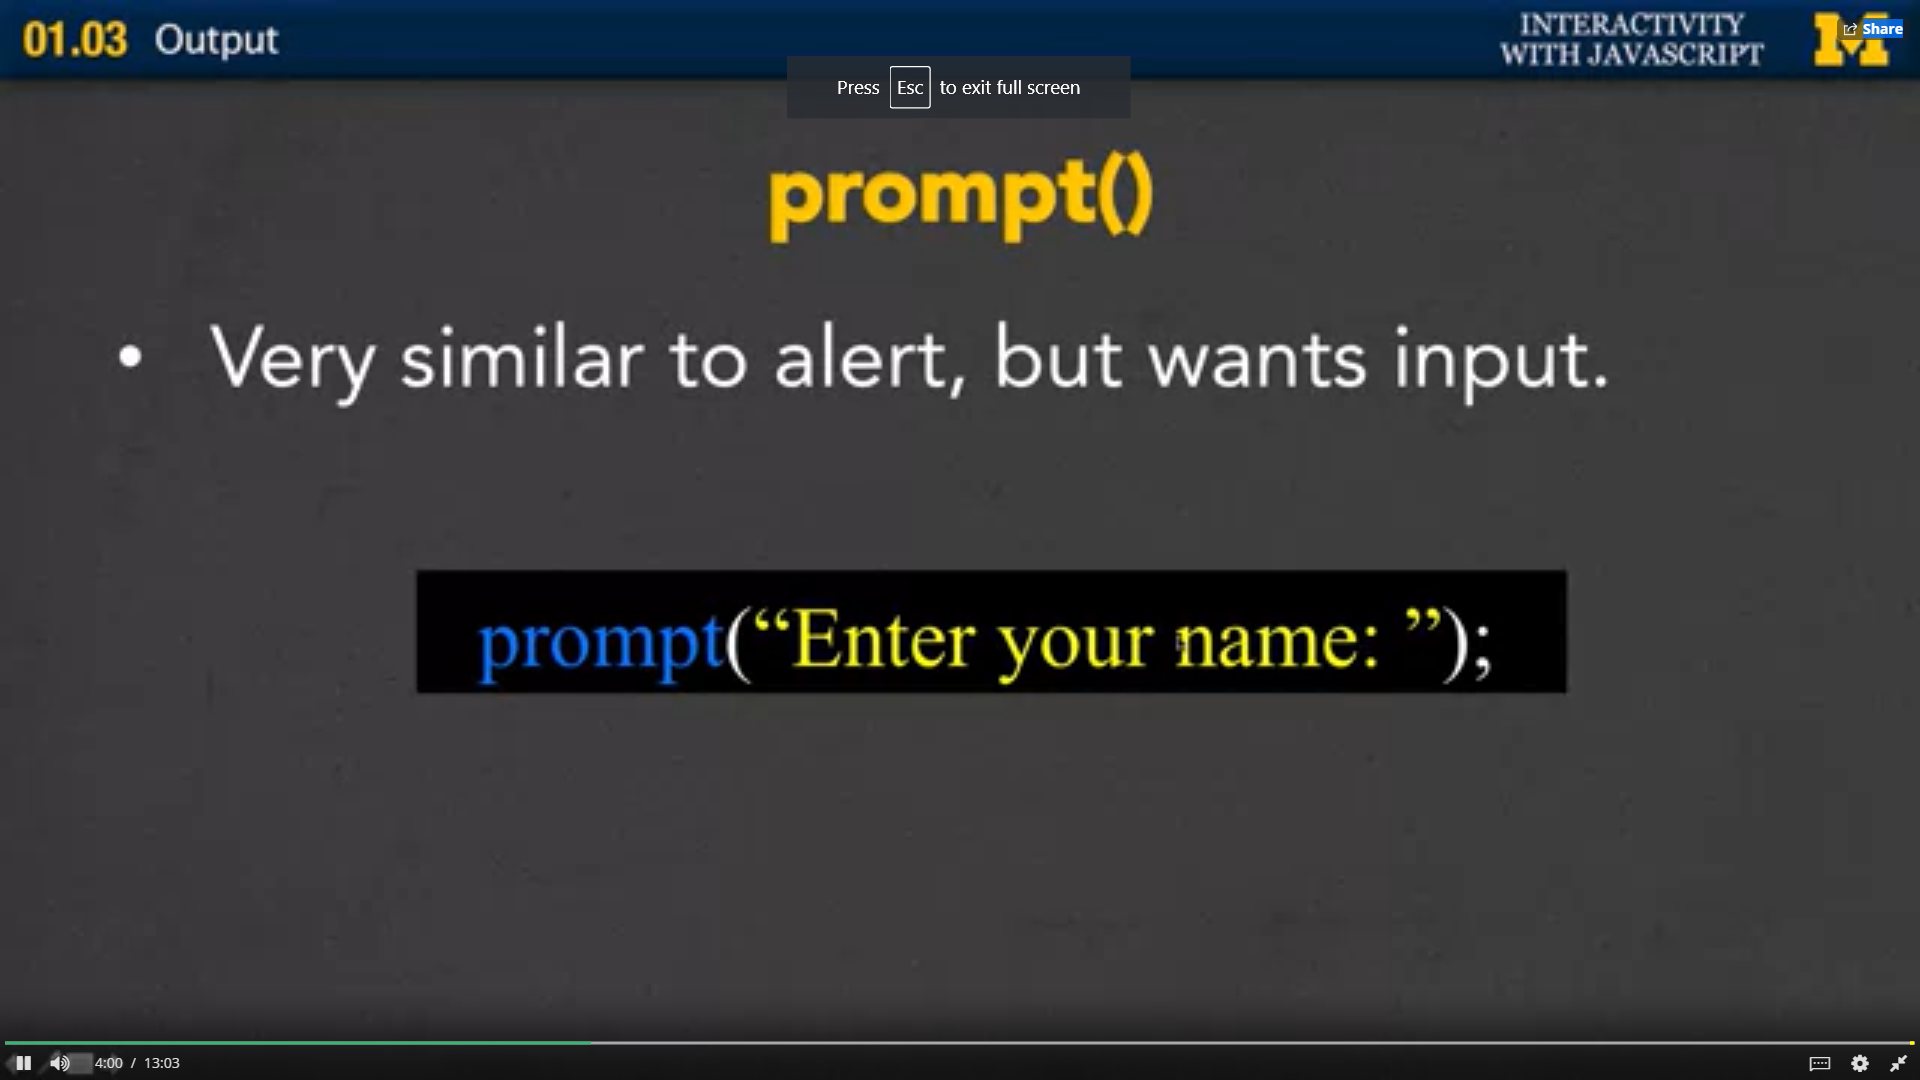 01.03 Output
INTERACTIVITY
WITH JAVASCRIPT
M
Share
Press Esc to exit full screen
prompt()
• Very similar to alert, but wants input.
prompt(“Enter your name: ”);
4:00 / 13:03